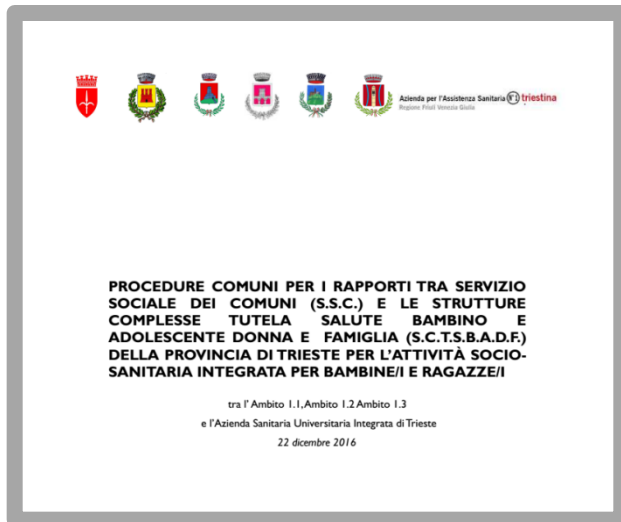 Azienda per l'Assistenza Sanitaria N°1 triestina
Regione Friuli Venezia Giulia
PROCEDURE COMUNI PER I RAPPORTI TRA SERVIZIO
SOCIALE DEI COMUNI (S.S.C.) E LE STRUTTURE
COMPLESSE TUTELA SALUTE BAMBINO E
ADOLESCENTE DONNA E FAMIGLIA (S.C.T.S.B.A.D.F.)
DELLA PROVINCIA DI TRIESTE PER L'ATTIVITÀ SOCIO-
SANITARIA INTEGRATA PER BAMBINE/I E RAGAZZE/I
tra l' Ambito 1.1, Ambito 1.2 Ambito 1.3
e l'Azienda Sanitaria Universitaria Integrata di Trieste
22 dicembre 2016